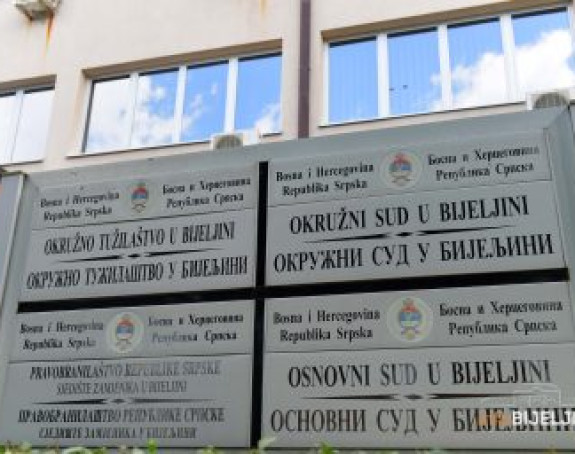 Bosna i Hercegovina
Republika Srpska
Босна и Херцеговина
Република Српска
OKRUŽNO TUŽILAŠTVO U BIJELJINI
ОКРУЖНО ТУЖИЛАШТВО У БИЈЕЉИНИ
Bosna i Hercegovina
Republika Srpska
Босна и Херцеговина
Република Српска
OKRUŽNI SUD U BIJELJINI
ОКРУЖНИ СУД У БИЈЕЉИНИ
Bosna i Hercegovina
Republika Srpska
Босна и Херцеговина
Република Српска
PRAVOBRANILAŠTVO REPUBLIKE SRPSKE
SJEDIŠTE ZAMJENIKA U BIJELJINI
ПРАВОБРАНИЛАШТВО РЕПУБЛИКЕ СРПСКЕ
СЈЕДИШТЕ ЗАМЈЕНИКА У БИЈЕЉИНИ
Bosna i Hercegovina
Republika Srpska
Босна и Херцеговина
Република Српска
OSNOVNI SUD U BIJELJINI
ОСНОВНИ СУД У БИЈЕЉИНИ